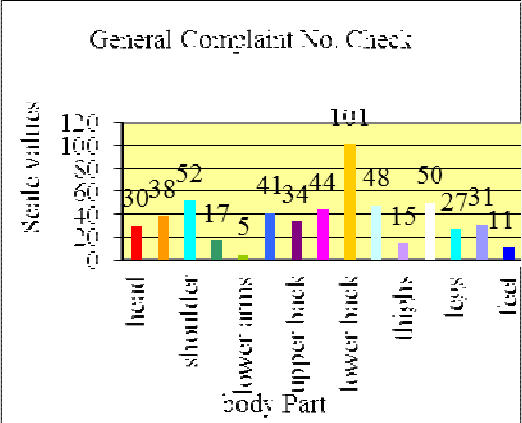 General Complaint No. Check
Scale values
120
100
80
60
40
20
0
30
38
52
17
5
41
34
44
101
48
15
50
27
31
11
head
shoulder
lower arms
upper back
lower back
thighs
legs
feet
body Part